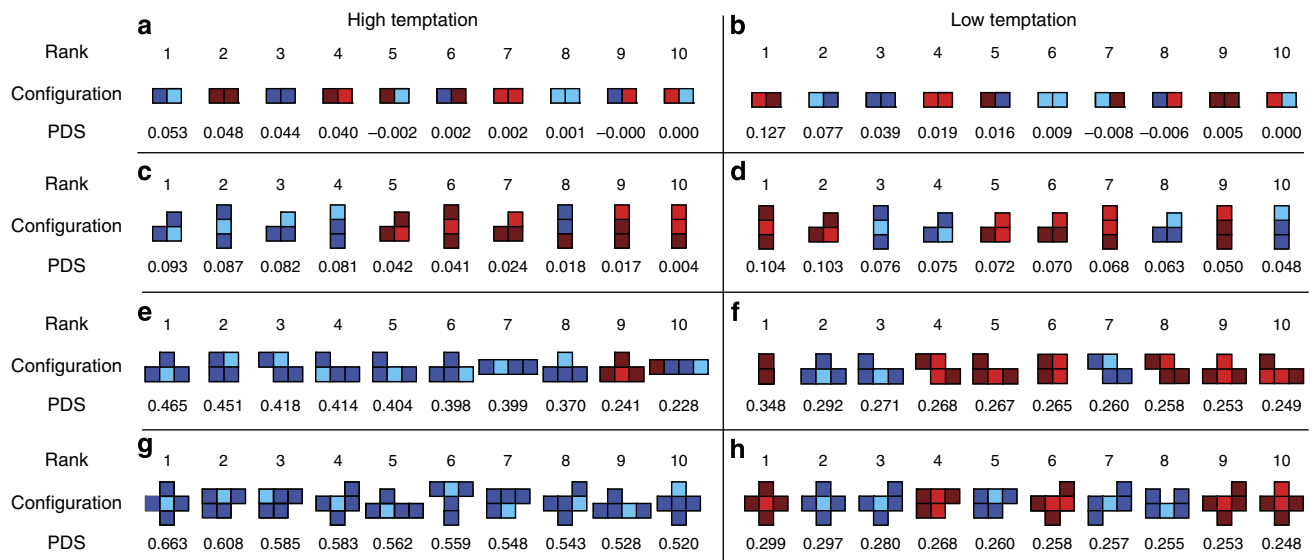 High temptation Low temptation
a b
Rank 1 2 3 4 5 6 7 8 9 10 1 2 3 4 5 6 7 8 9 10
Configuration
PDS 0.053 0.048 0.044 0.040 –0.002 0.002 0.002 0.001 –0.000 0.000 0.127 0.077 0.039 0.019 0.016 0.009 –0.008 –0.006 0.005 0.000
c d
Rank 1 2 3 4 5 6 7 8 9 10 1 2 3 4 5 6 7 8 9 10
Configuration
PDS 0.093 0.087 0.082 0.081 0.042 0.041 0.024 0.018 0.017 0.004 0.104 0.103 0.076 0.075 0.072 0.070 0.068 0.063 0.050 0.048
e f
Rank 1 2 3 4 5 6 7 8 9 10 1 2 3 4 5 6 7 8 9 10
Configuration
PDS 0.465 0.451 0.418 0.414 0.404 0.398 0.399 0.370 0.241 0.228 0.348 0.292 0.271 0.268 0.267 0.265 0.260 0.258 0.253 0.249
g h
Rank 1 2 3 4 5 6 7 8 9 10 1 2 3 4 5 6 7 8 9 10
Configuration
PDS 0.663 0.608 0.585 0.583 0.562 0.559 0.548 0.543 0.528 0.520 0.299 0.297 0.280 0.268 0.260 0.258 0.257 0.255 0.253 0.248